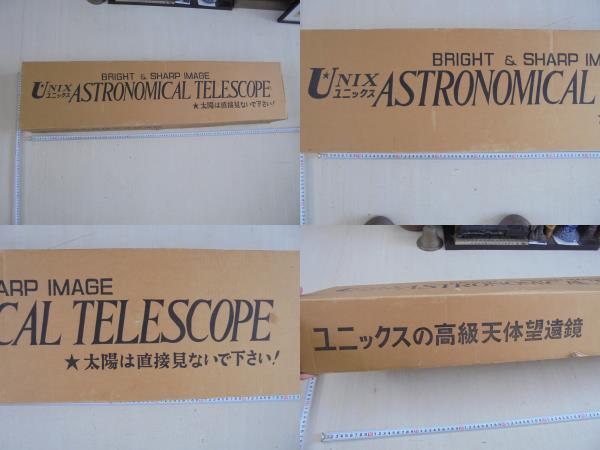 BRIGHT & SHARP IMAGE
UNIX ASTRONOMICAL TELESCOPE
ユニックス
★太陽は直接見ないで下さい!
BRIGHT & SHARP IM
UNIX ASTRONOMICAL
ユニックス
ARP IMAGE
CAL TELESCOPE
★太陽は直接見ないで下さい!
ユニックスの高級天体望遠鏡